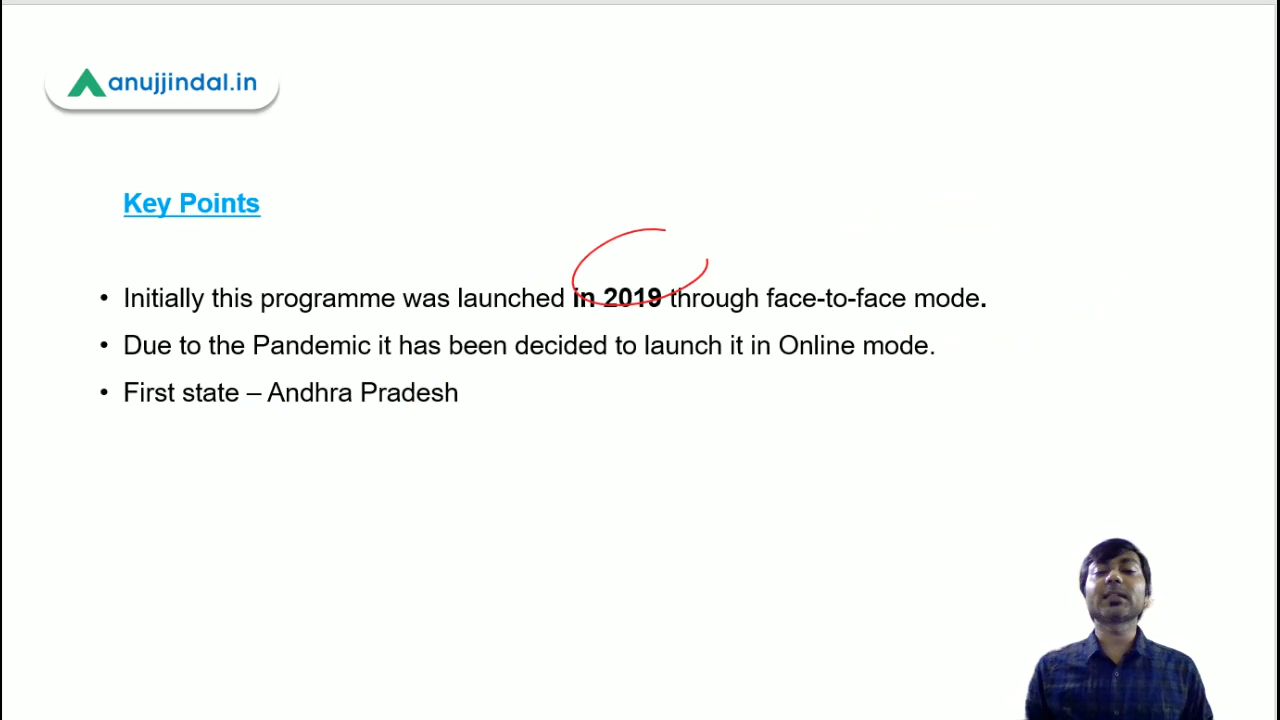 anujjindal.in
Key Points
• Initially this programme was launched in 2019 through face-to-face mode.
• Due to the Pandemic it has been decided to launch it in Online mode.
• First state – Andhra Pradesh